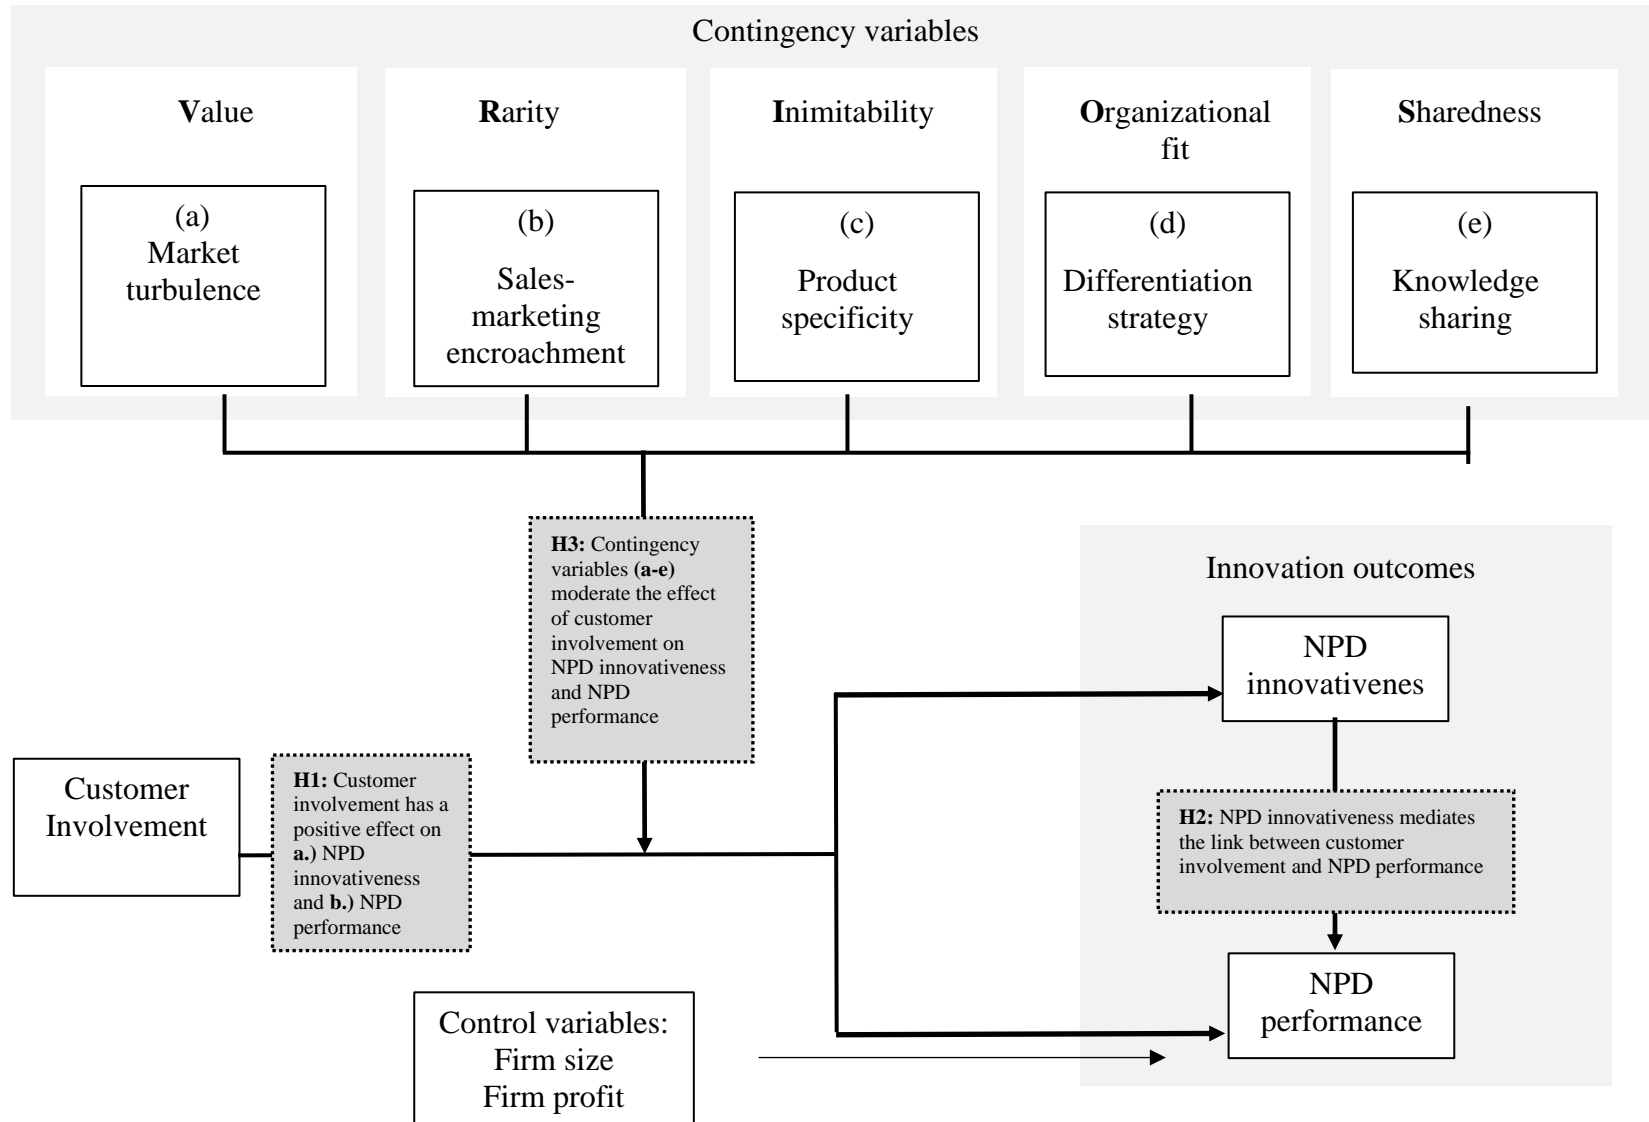 Contingency variables
Value
(a)
Market
turbulence
Rarity
(b)
Sales-
marketing
encroachment
Inimitability
(c)
Product
specificity
Organizational
fit
(d)
Differentiation
strategy
Sharedness
(e)
Knowledge
sharing
H3: Contingency
variables (a-e)
moderate the effect
of customer
involvement on
NPD innovativeness
and NPD
performance
Customer
Involvement
H1: Customer
involvement has a
positive effect on
a.) NPD
innovativeness
and b.) NPD
performance
Innovation outcomes
NPD
innovativenes
H2: NPD innovativeness mediates
the link between customer
involvement and NPD performance
NPD
performance
Control variables:
Firm size
Firm profit